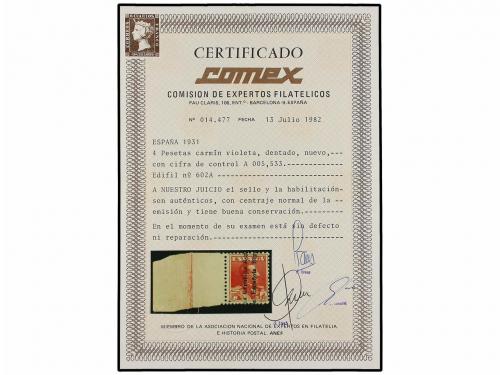 CERTIFICADO
comex
COMISION DE EXPERTOS FILATELICOS
PAU CLARIS, 106, ENT.º - BARCELONA-9-ESPAÑA
Nº 014.477 13 Julio 1982
ESPAÑA 1931
4 Pesetas carmín violeta, dentado, nuevo,--
con cifra de control A 005,533.----
Edifil nº 602A----
A NUESTRO JUICIO el sello y la habilitación
son auténticos, con centraje normal de la--
emisión y tiene buena conservación.----
En el momento de su examen está sin defecto
ni reparación.----
MIEMBRO DE LA ASOCIACION NACIONAL DE EXPERTOS EN FILATELIA
E HISTORIA POSTAL. ANEF